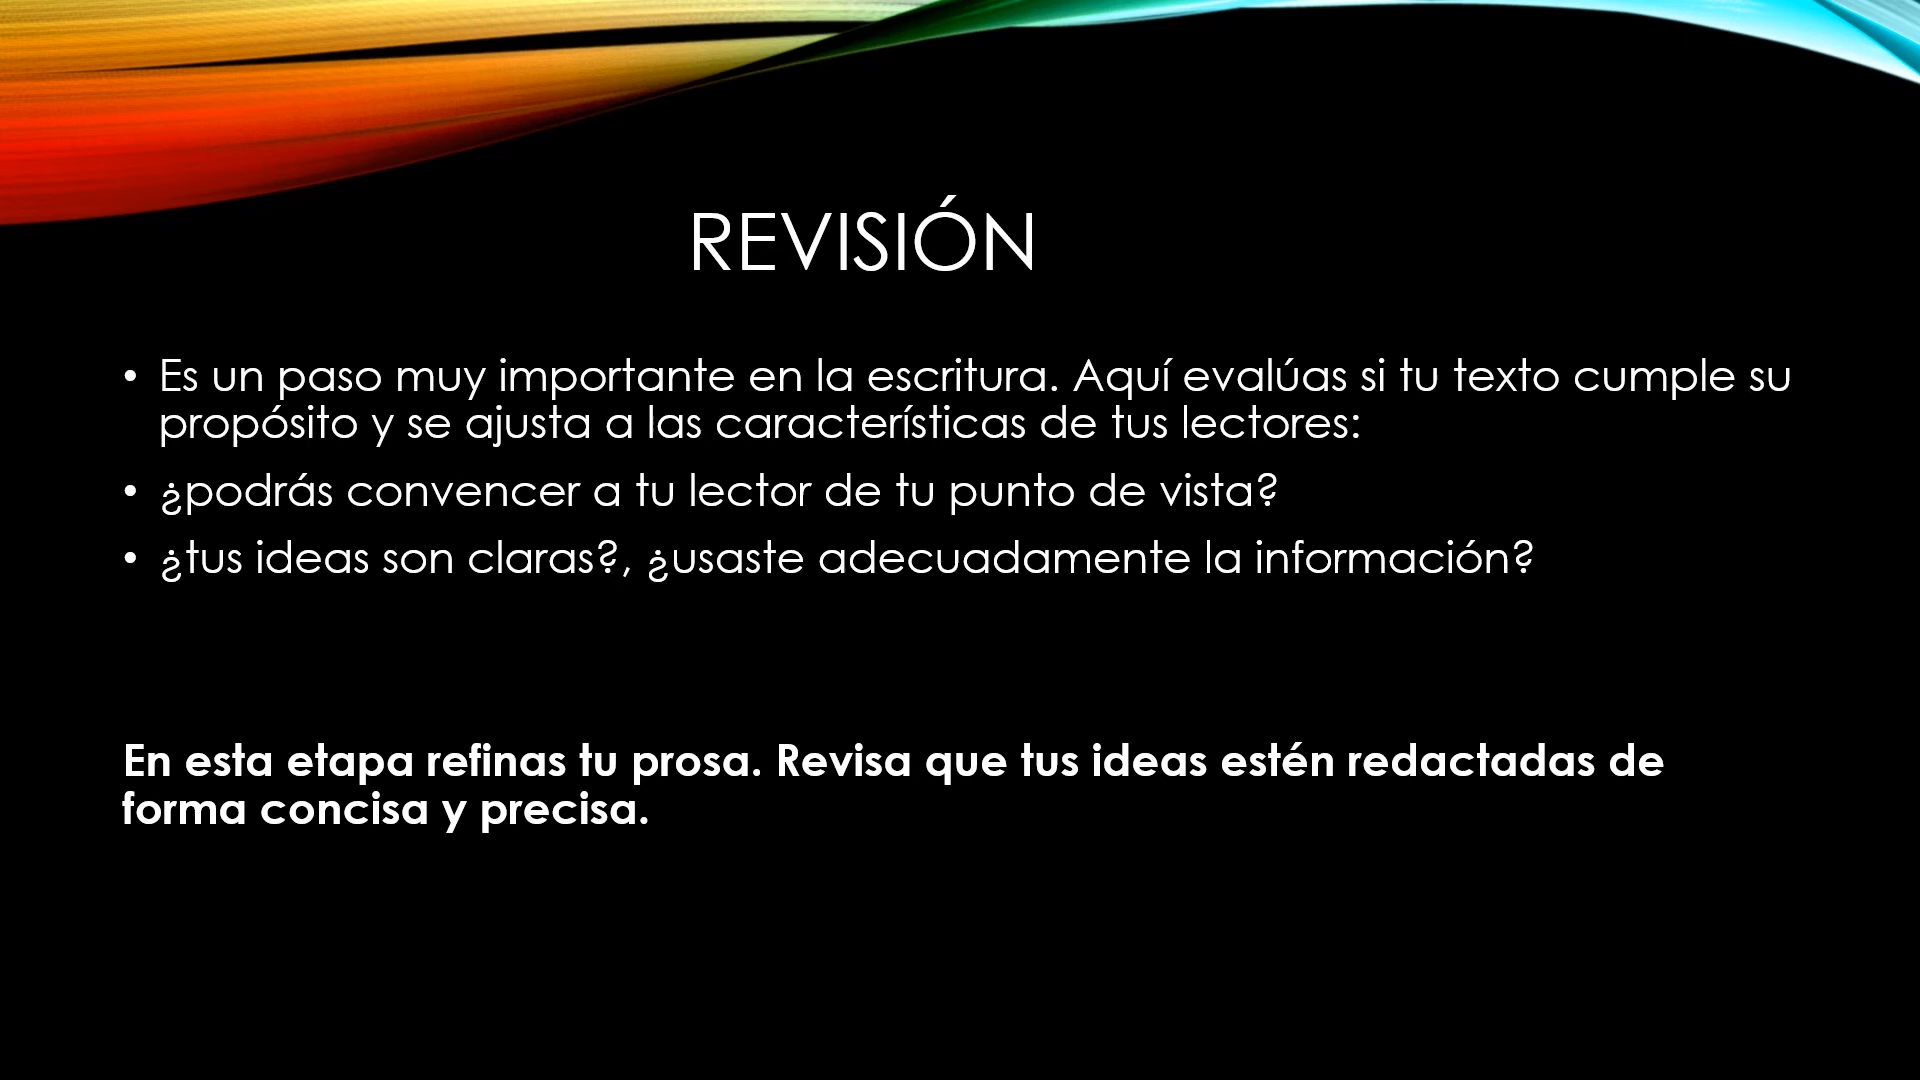 REVISIÓN
• Es un paso muy importante en la escritura. Aquí evalúas si tu texto cumple su
propósito y se ajusta a las características de tus lectores:
• ¿podrás convencer a tu lector de tu punto de vista?
• ¿tus ideas son claras?, ¿usaste adecuadamente la información?
En esta etapa refinas tu prosa. Revisa que tus ideas estén redactadas de
forma concisa y precisa.